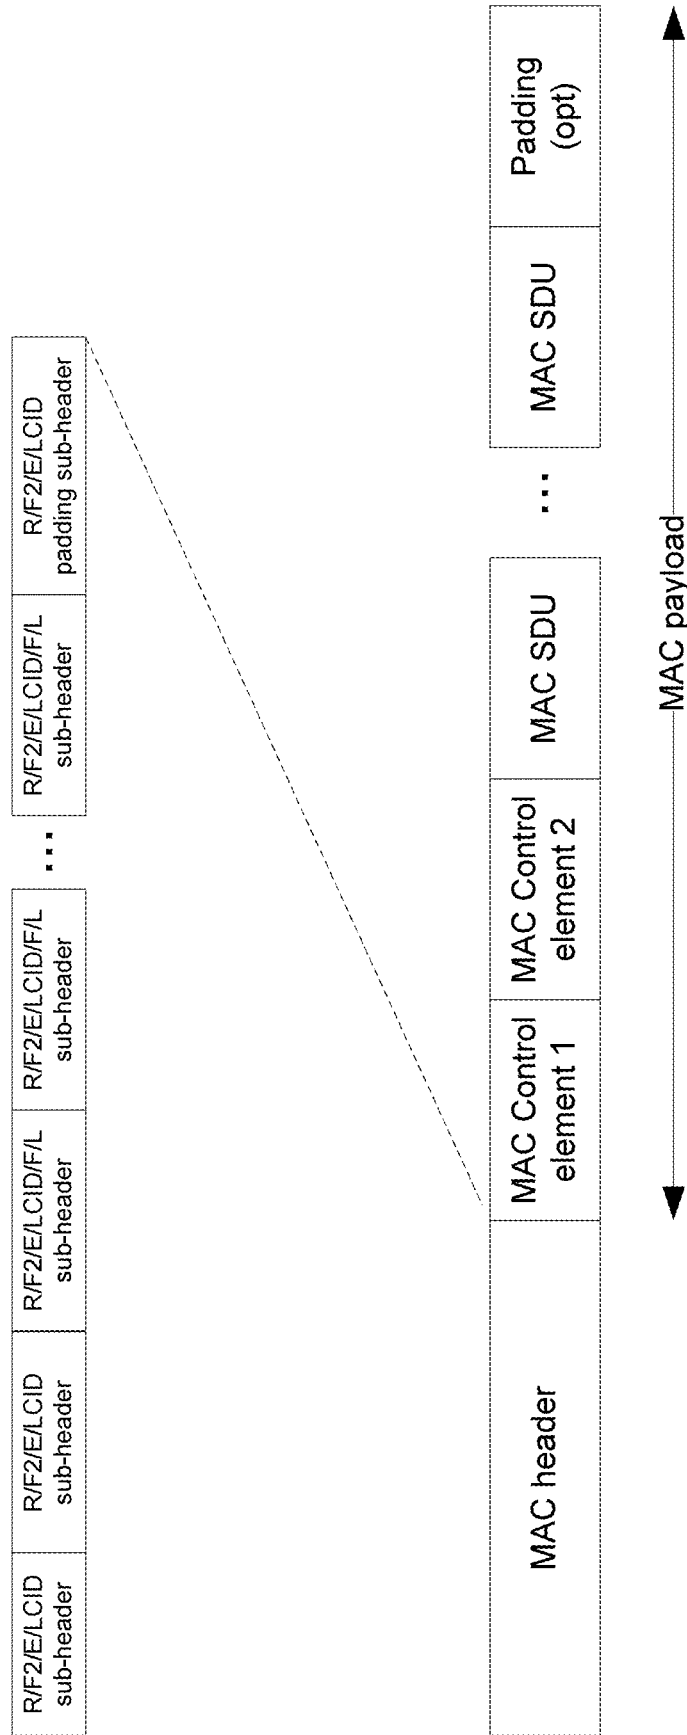 R/F2/E/LCID
sub-header
R/F2/E/LCID
sub-header
R/F2/E/LCID/F/L
sub-header
R/F2/E/LCID/F/L
sub-header
...
R/F2/E/LCID/F/L
sub-header
R/F2/E/LCID
padding sub-header
MAC header
MAC Control
element 1
MAC Control
element 2
MAC SDU
...
MAC SDU
Padding
(opt)
MAC payload